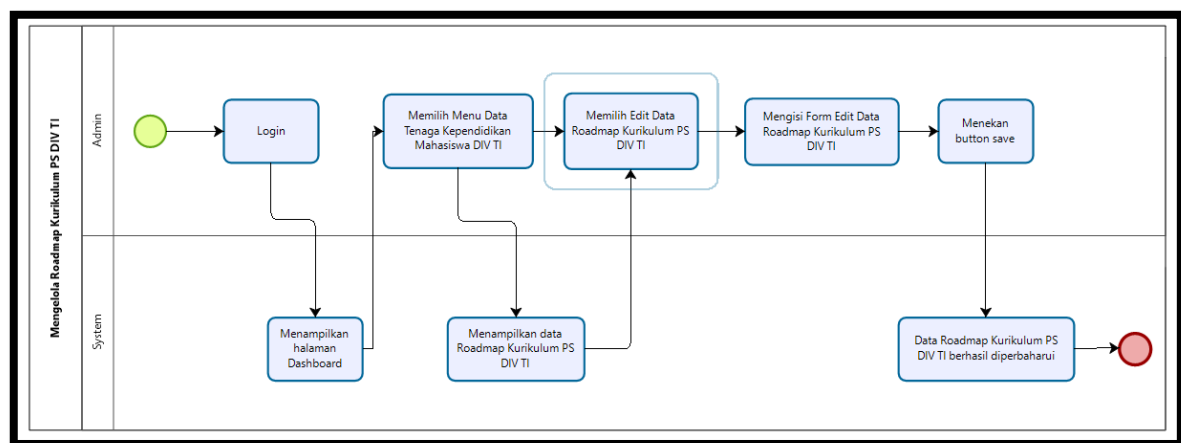 Mengelola Roadmap Kurikulum PS DIV TI
Admin
Login
Memilih Menu Data
Tenaga Kependidikan
Mahasiswa DIV TI
Memilih Edit Data
Roadmap Kurikulum PS
DIV TI
Mengisi Form Edit Data
Roadmap Kurikulum PS
DIV TI
Menekan
button save
System
Menampilkan
halaman
Dashboard
Menampilkan data
Roadmap Kurikulum PS
DIV TI
Data Roadmap Kurikulum PS
DIV TI berhasil diperbaharui